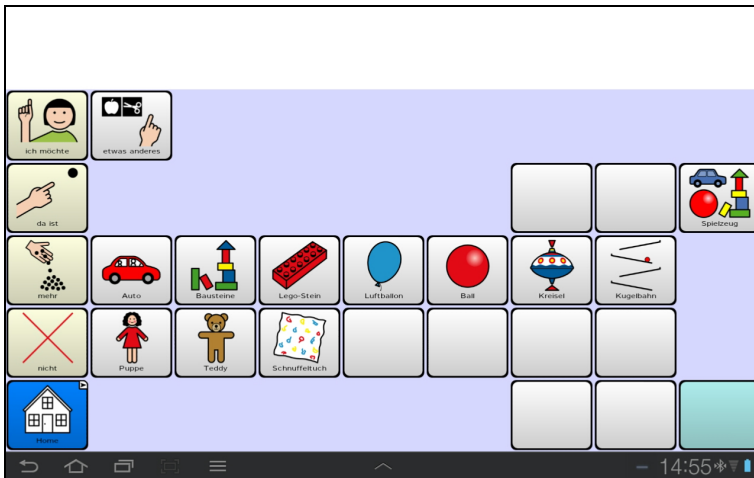 ich möchte
etwas anderes
da ist
Spielzeug
mehr
Auto
Bausteine
Lego-Stein
Luftballon
Ball
Kreisel
Kugelbahn
nicht
Puppe
Teddy
Schnuffeltuch
Home
14:55